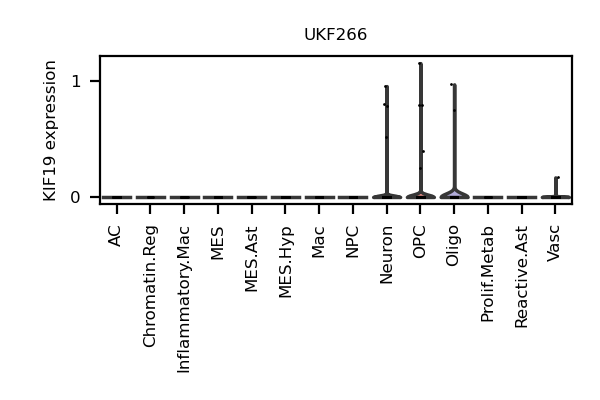 UKF266
KIF19 expression
1
0
AC
Chromatin.Reg
Inflammatory.Mac
MES
MES.Ast
MES.Hyp
Mac
NPC
Neuron
OPC
Oligo
Prolif.Metab
Reactive.Ast
Vasc